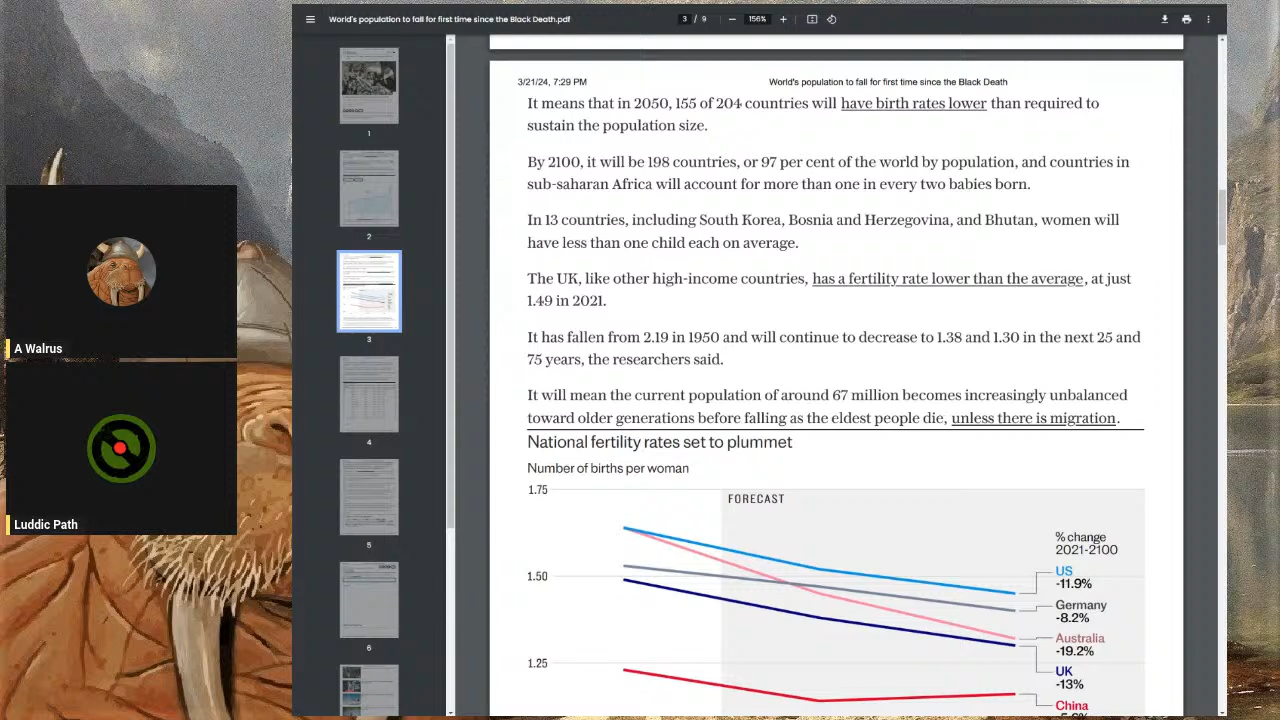 World's population to fall for first time since the Black Death.pdf
3 / 9
156%
1
2
3
4
5
6
A Walrus
Luddic Path
3/21/24, 7:29 PM
World's population to fall for first time since the Black Death
It means that in 2050, 155 of 204 countries will have birth rates lower than required to
sustain the population size.
By 2100, it will be 198 countries, or 97 per cent of the world by population, and countries in
sub-saharan Africa will account for more than one in every two babies born.
In 13 countries, including South Korea, Bosnia and Herzegovina, and Bhutan, women will
have less than one child each on average.
The UK, like other high-income countries, has a fertility rate lower than the average, at just
1.49 in 2021.
It has fallen from 2.19 in 1950 and will continue to decrease to 1.38 and 1.30 in the next 25 and
75 years, the researchers said.
It will mean the current population of around 67 million becomes increasingly unbalanced
toward older generations before falling as the eldest people die, unless there is migration.
National fertility rates set to plummet
Number of births per woman
1.75
FORECAST
% change
2021-2100
US
-11.9%
1.50
Germany
-8.2%
Australia
-19.2%
1.25
UK
-13%
China